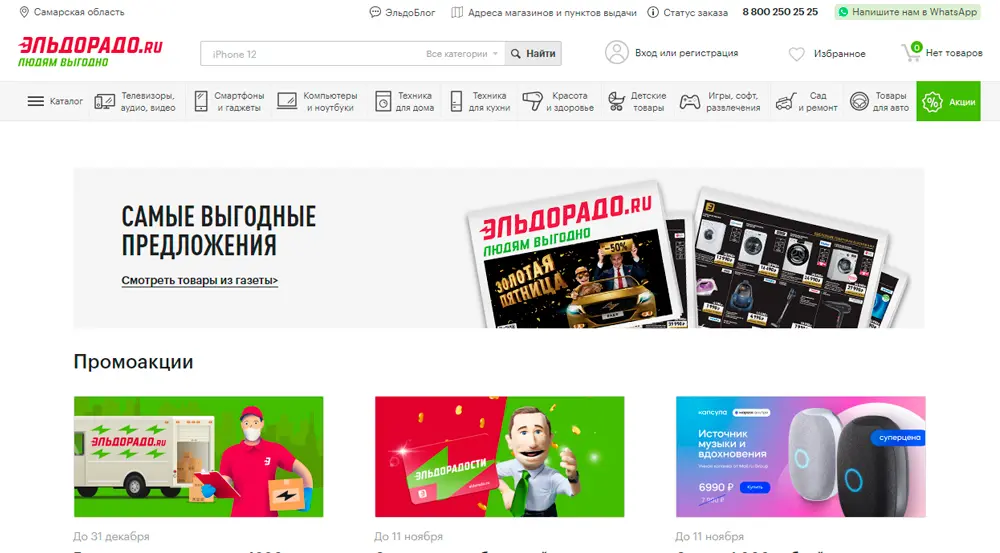 Самарская область
ЭльдоБлог
Адреса магазинов и пунктов выдачи
Статус заказа
8 800 250 25 25
Напишите нам в WhatsApp
ЭЛЬДОРАДО.RU
ЛЮДЯМ ВЫГОДНО
iPhone 12
Все категории
Найти
Вход или регистрация
Избранное
0
Нет товаров
Каталог
Телевизоры,
аудио, видео
Смартфоны
и гаджеты
Компьютеры
и ноутбуки
Техника
для дома
Техника
для кухни
Красота
и здоровье
Детские
товары
Игры, софт,
развлечения
Сад
и ремонт
Товары
для авто
Акции
САМЫЕ ВЫГОДНЫЕ
ПРЕДЛОЖЕНИЯ
Смотреть товары из газеты>
ЭЛЬДОРАДО.RU
ЛЮДЯМ ВЫГОДНО
-50%
ЗОЛОТАЯ
ПЯТНИЦА
Промоакции
ЭЛЬДОРАДО.RU
ЭЛЬДОРАДОСТИ
eldorado.ru
капсула
Источник
музыки и
вдохновения
суперцена
6990 ₽
Купить
7 990 ₽
До 31 декабря
До 11 ноября
До 11 ноября